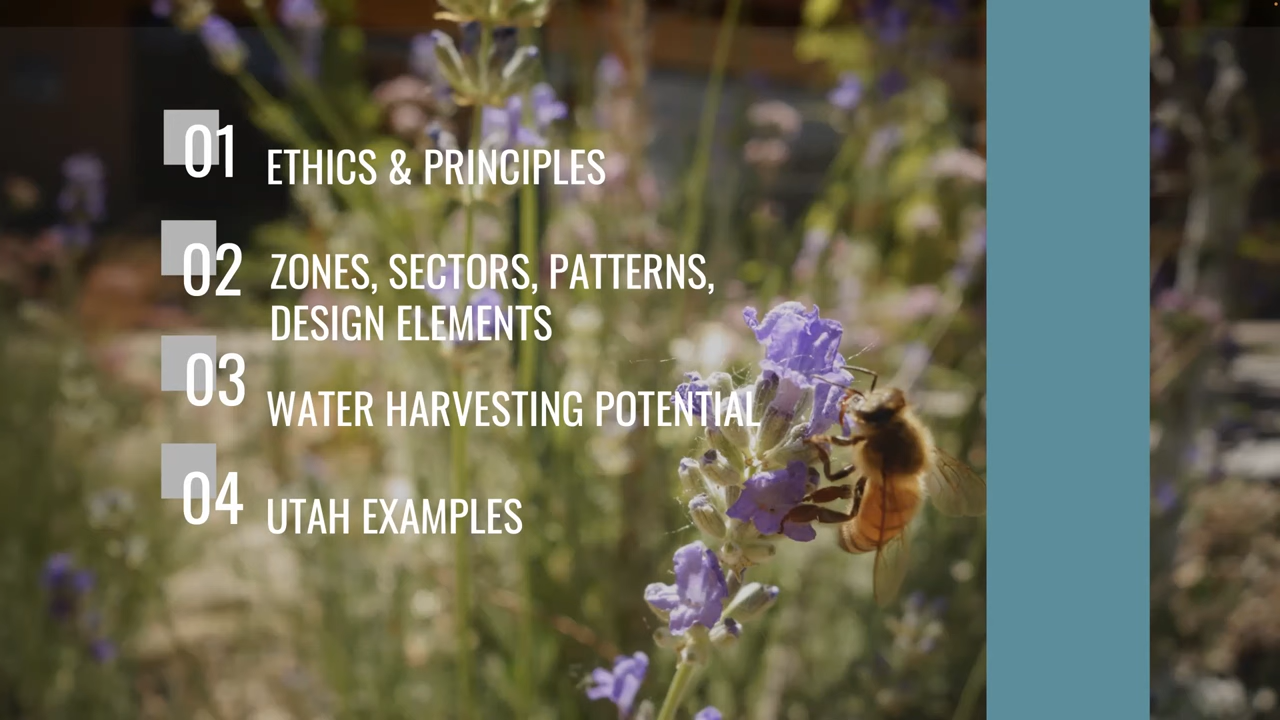 01
ETHICS & PRINCIPLES
02
ZONES, SECTORS, PATTERNS,
DESIGN ELEMENTS
03
WATER HARVESTING POTENTIAL
04
UTAH EXAMPLES